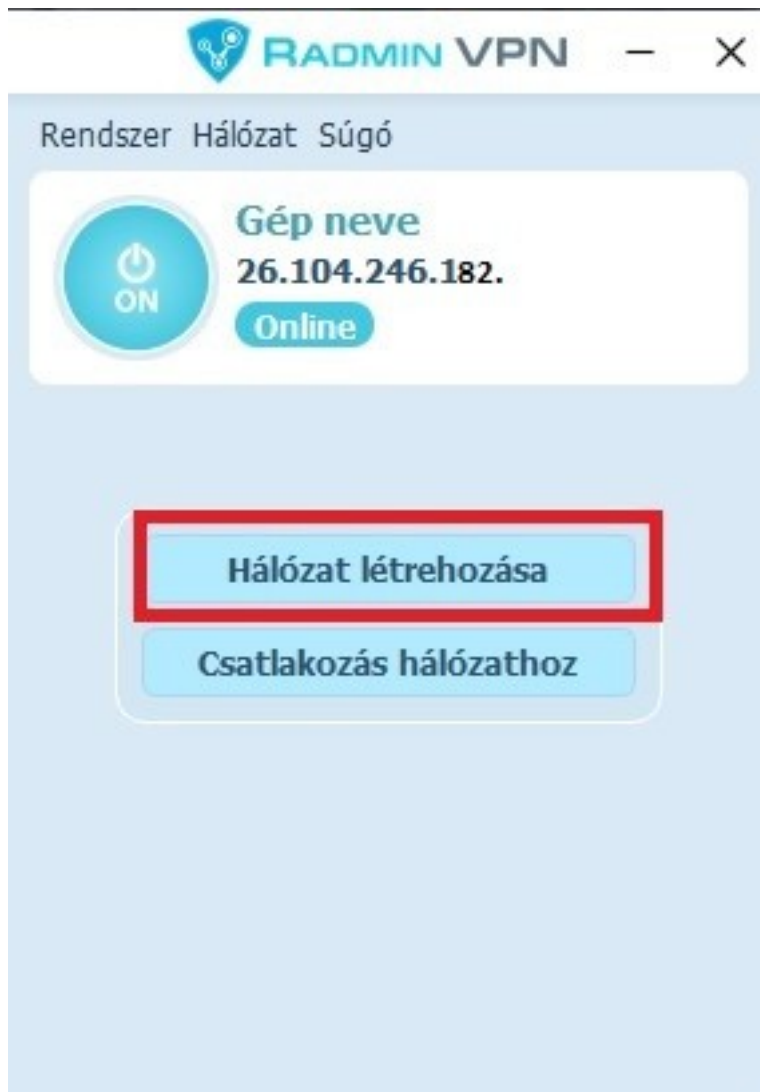 RADMIN VPN
Rendszer Hálózat Súgó
Gép neve
ON
26.104.246.182.
Online
Hálózat létrehozása
Csatlakozás hálózathoz